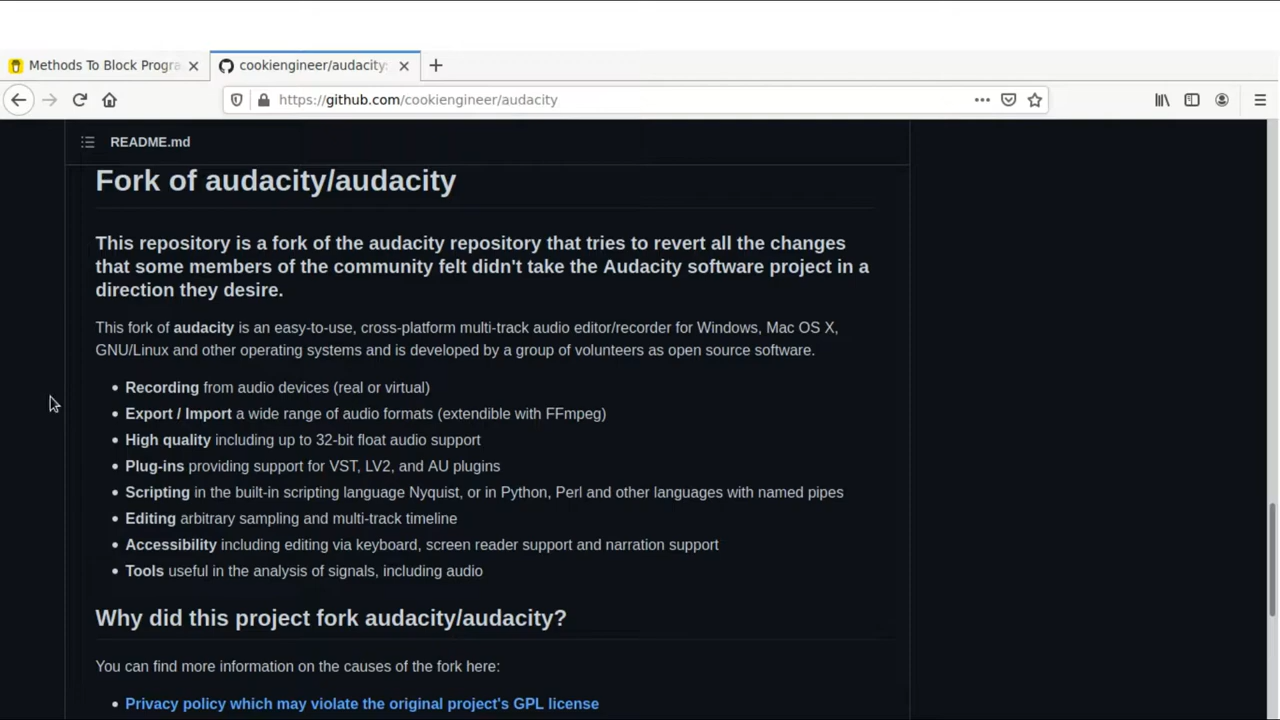 Methods To Block Progra
cookiengineer/audacity:
https://github.com/cookiengineer/audacity
README.md
Fork of audacity/audacity
This repository is a fork of the audacity repository that tries to revert all the changes
that some members of the community felt didn't take the Audacity software project in a
direction they desire.
This fork of audacity is an easy-to-use, cross-platform multi-track audio editor/recorder for Windows, Mac OS X,
GNU/Linux and other operating systems and is developed by a group of volunteers as open source software.
• Recording from audio devices (real or virtual)
• Export / Import a wide range of audio formats (extendible with FFmpeg)
• High quality including up to 32-bit float audio support
• Plug-ins providing support for VST, LV2, and AU plugins
• Scripting in the built-in scripting language Nyquist, or in Python, Perl and other languages with named pipes
• Editing arbitrary sampling and multi-track timeline
• Accessibility including editing via keyboard, screen reader support and narration support
• Tools useful in the analysis of signals, including audio
Why did this project fork audacity/audacity?
You can find more information on the causes of the fork here:
• Privacy policy which may violate the original project's GPL license